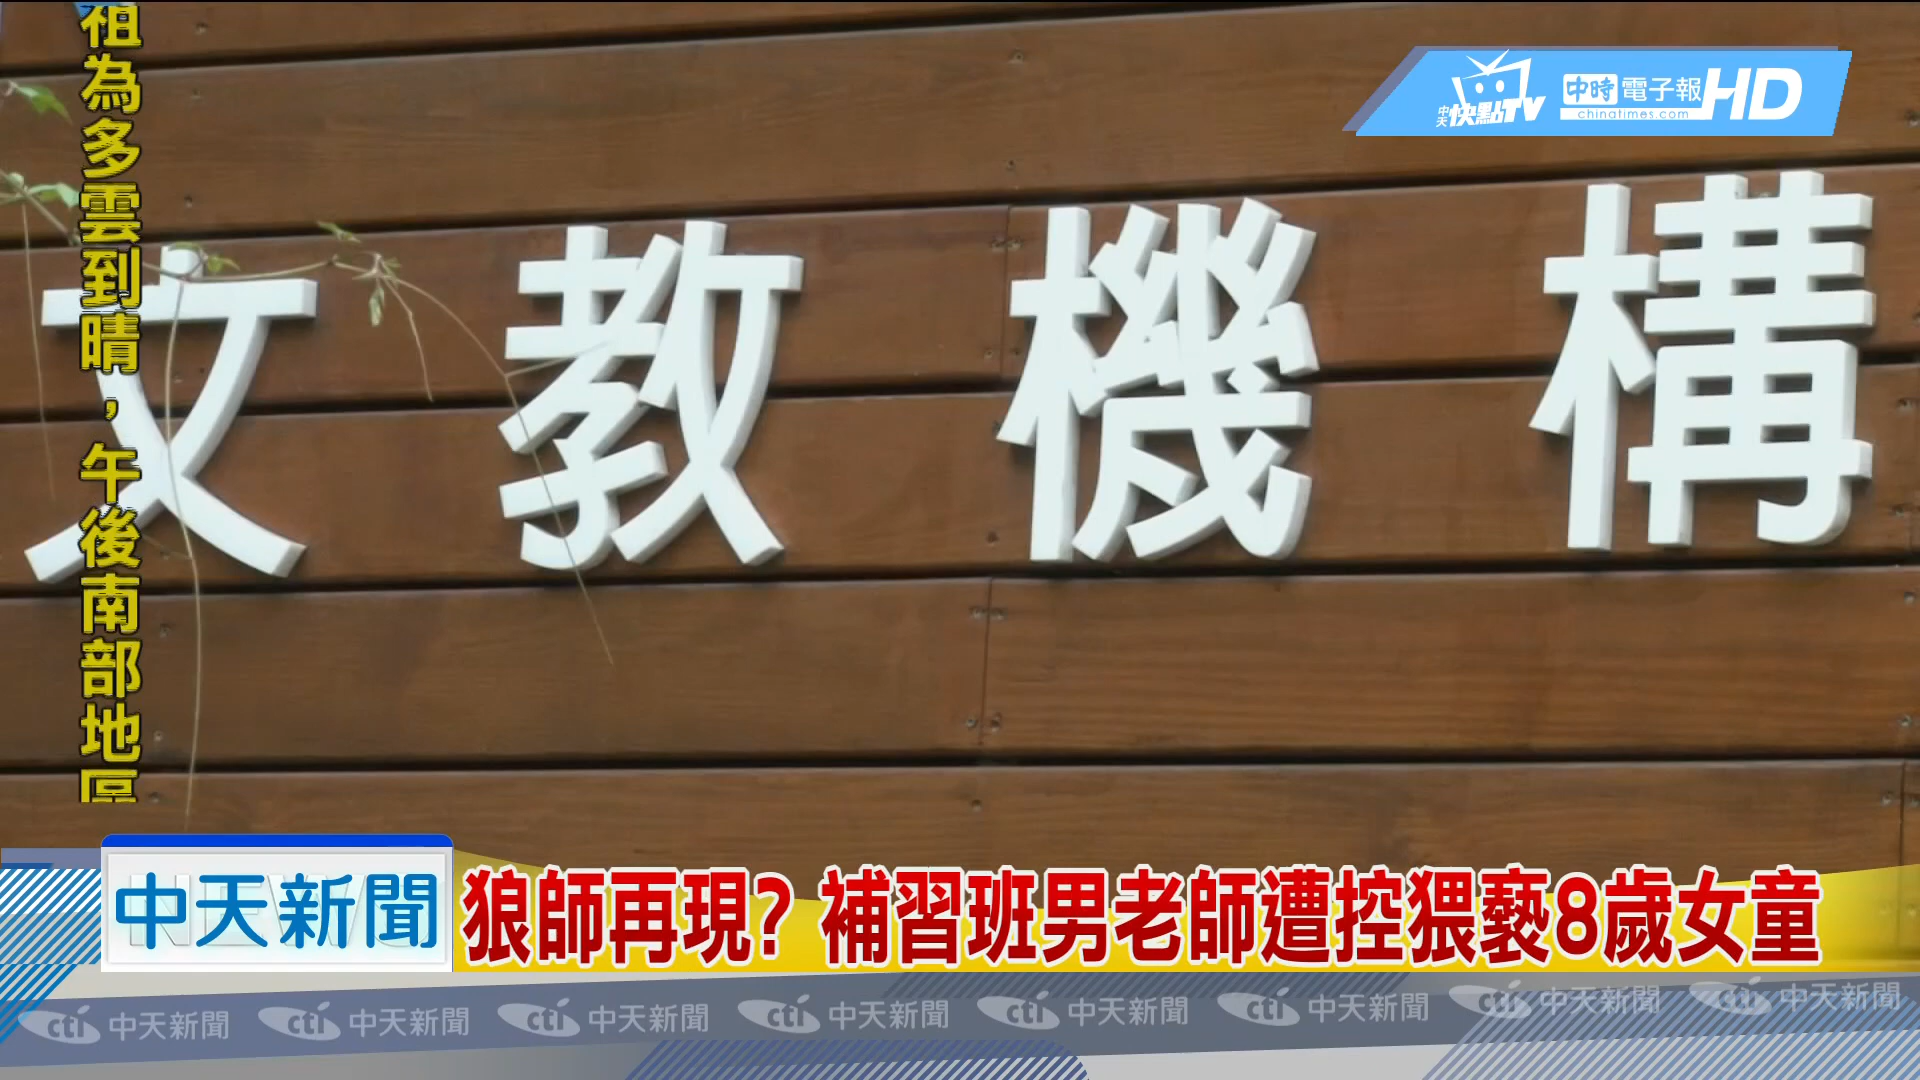 祖為多雲到晴，午後南部地區
中天快點TV 中時電子報 HD
chinatimes.com
文教機構
中天新聞 狼師再現？補習班男老師遭控猥褻8歲女童
NEWS
cti 中天新聞 cti 中天新聞 cti 中天新聞 cti 中天新聞 cti 中天新聞 cti 中天新聞 cti 中天新聞 cti 中天新聞